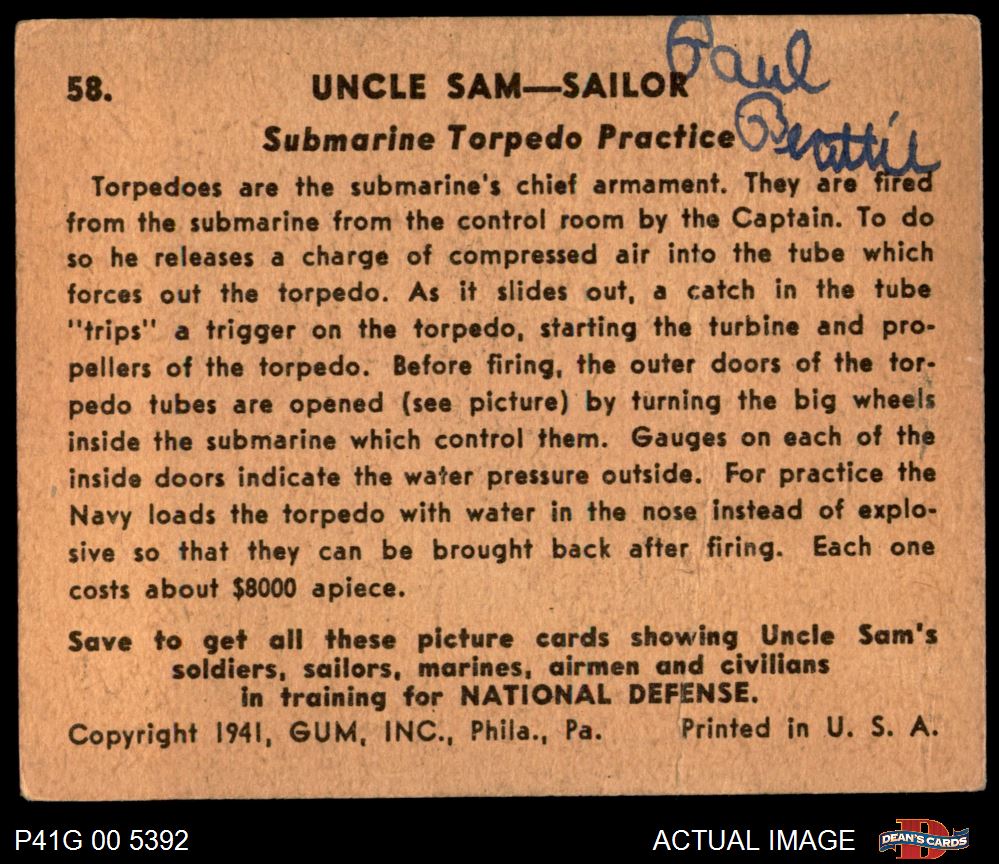 Paul
58. UNCLE SAM—SAILOR
Submarine Torpedo Practice Beattie
Torpedoes are the submarine's chief armament. They are fired
from the submarine from the control room by the Captain. To do
so he releases a charge of compressed air into the tube which
forces out the torpedo. As it slides out, a catch in the tube
"trips" a trigger on the torpedo, starting the turbine and pro-
pellers of the torpedo. Before firing, the outer doors of the tor-
pedo tubes are opened (see picture) by turning the big wheels
inside the submarine which control them. Gauges on each of the
inside doors indicate the water pressure outside. For practice the
Navy loads the torpedo with water in the nose instead of explo-
sive so that they can be brought back after firing. Each one
costs about $8000 apiece.
Save to get all these picture cards showing Uncle Sam's
soldiers, sailors, marines, airmen and civilians
in training for NATIONAL DEFENSE.
Copyright 1941, GUM, INC., Phila., Pa. Printed in U. S. A.
P41G 00 5392 ACTUAL IMAGE DEAN'S CARDS